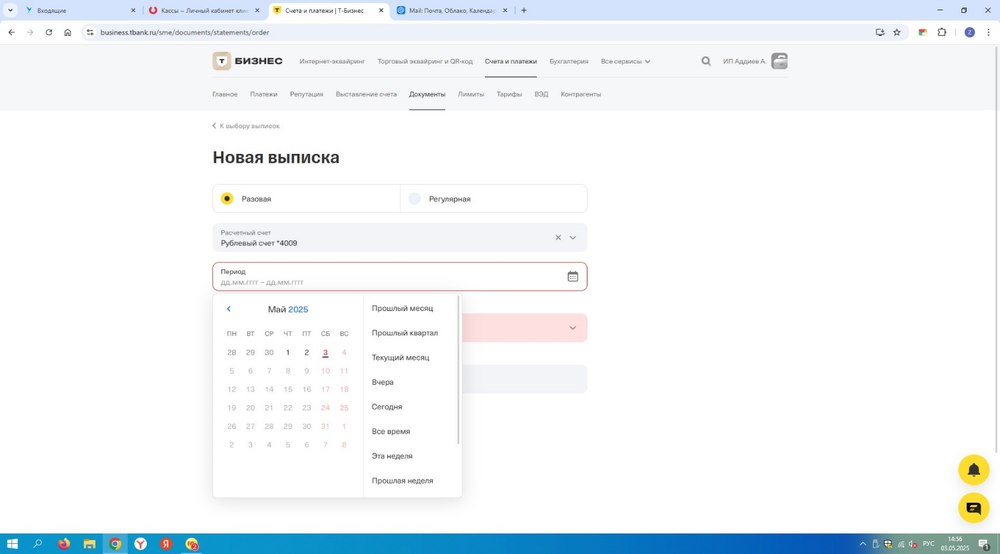 Входящие
Кассы ~ Личный кабинет клие
Счета и платежи | Т-Бизнес
Mail: Почта, Облако, Календар
business.tbank.ru/sme/documents/statements/order
Z
Т БИЗНЕС
Интернет-эквайринг
Торговый эквайринг и QR-код
Счета и платежи
Бухгалтерия
Все сервисы
ИП Аддиев А.
Главное
Платежи
Репутация
Выставление счета
Документы
Лимиты
Тарифы
ВЭД
Контрагенты
К выбору выписок
Новая выписка
Разовая
Регулярная
Расчетный счет
Рублевый счет *4009
Период
дд.мм.гггг – дд.мм.гггг
Май 2025
ПН ВТ СР ЧТ ПТ СБ ВС
28 29 30 1 2 3 4
5 6 7 8 9 10 11
12 13 14 15 16 17 18
19 20 21 22 23 24 25
26 27 28 29 30 31 1
2 3 4 5 6 7 8
Прошлый месяц
Прошлый квартал
Текущий месяц
Вчера
Сегодня
Все время
Эта неделя
Прошлая неделя
РУС
14:56
03.05.2025
1